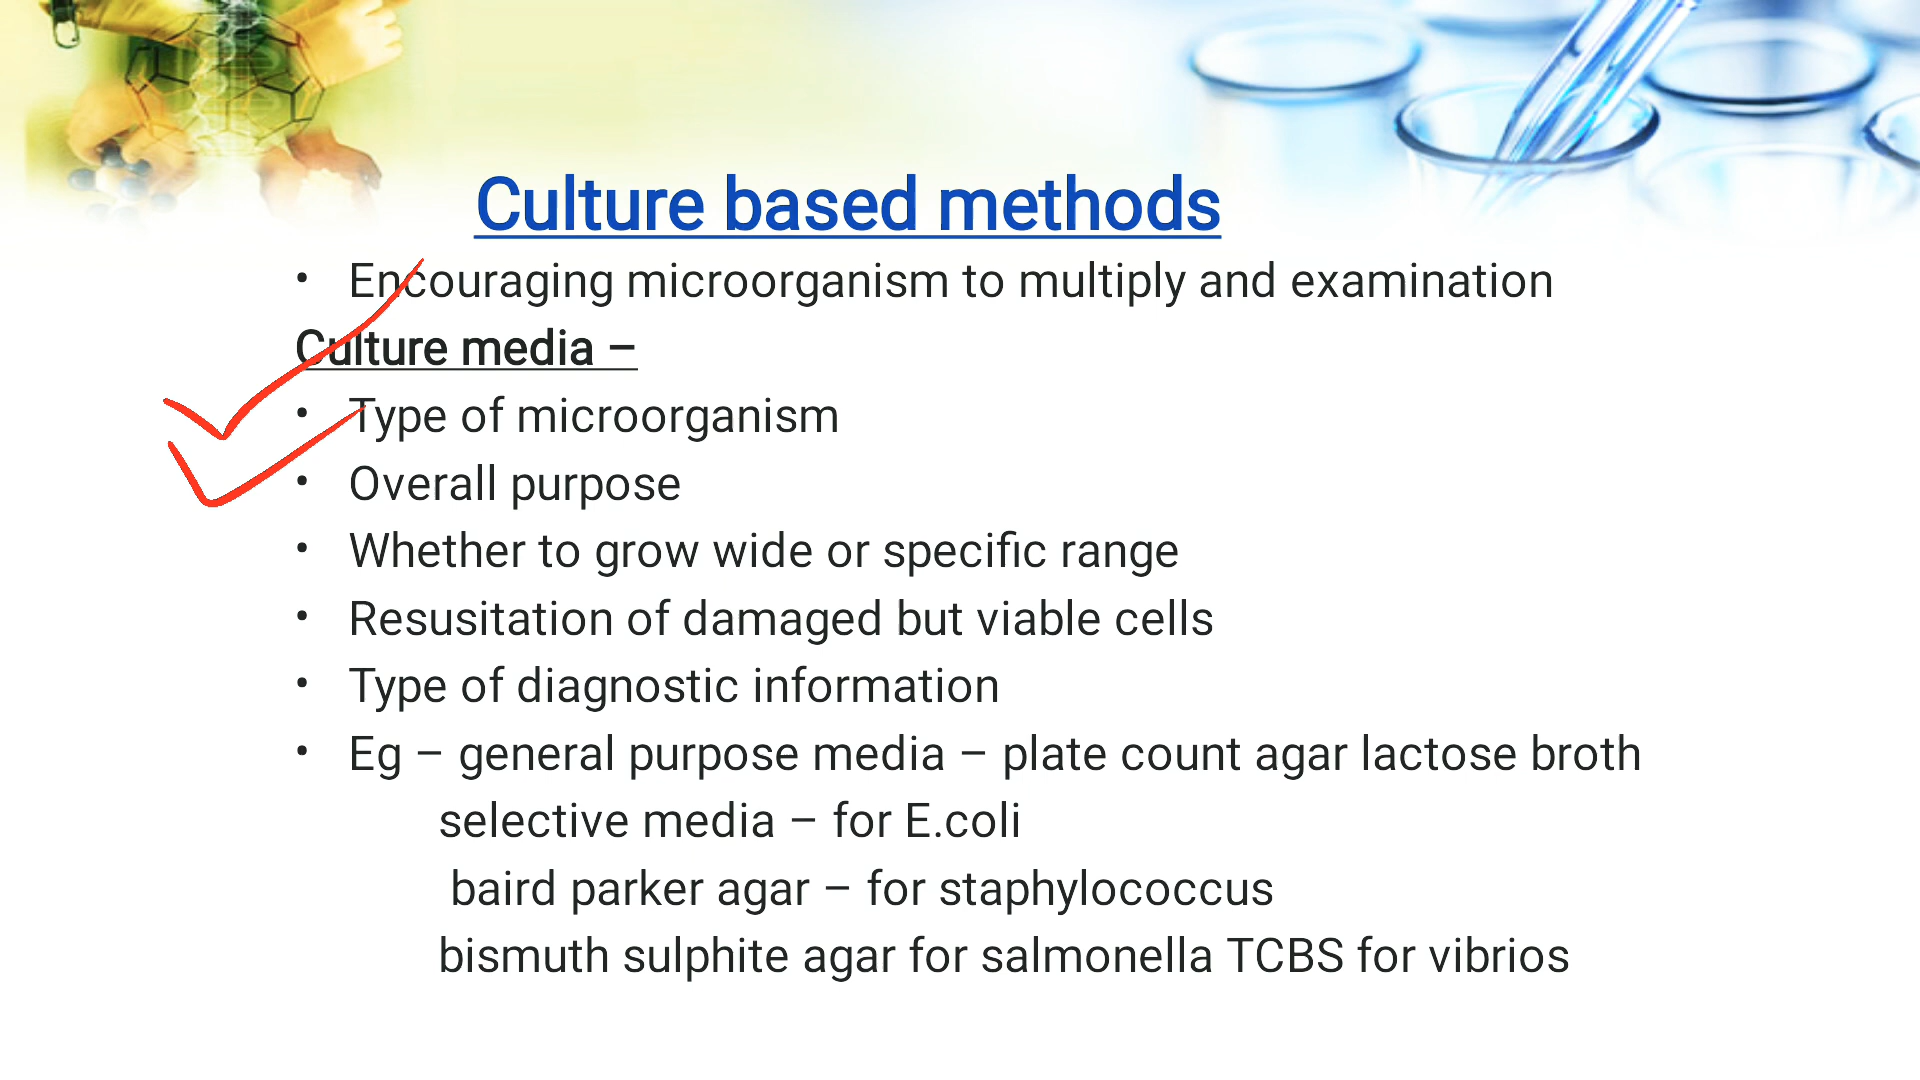 Culture based methods
• Encouraging microorganism to multiply and examination
Culture media –
• Type of microorganism
• Overall purpose
• Whether to grow wide or specific range
• Resusitation of damaged but viable cells
• Type of diagnostic information
• Eg – general purpose media – plate count agar lactose broth
selective media – for E.coli
baird parker agar – for staphylococcus
bismuth sulphite agar for salmonella TCBS for vibrios